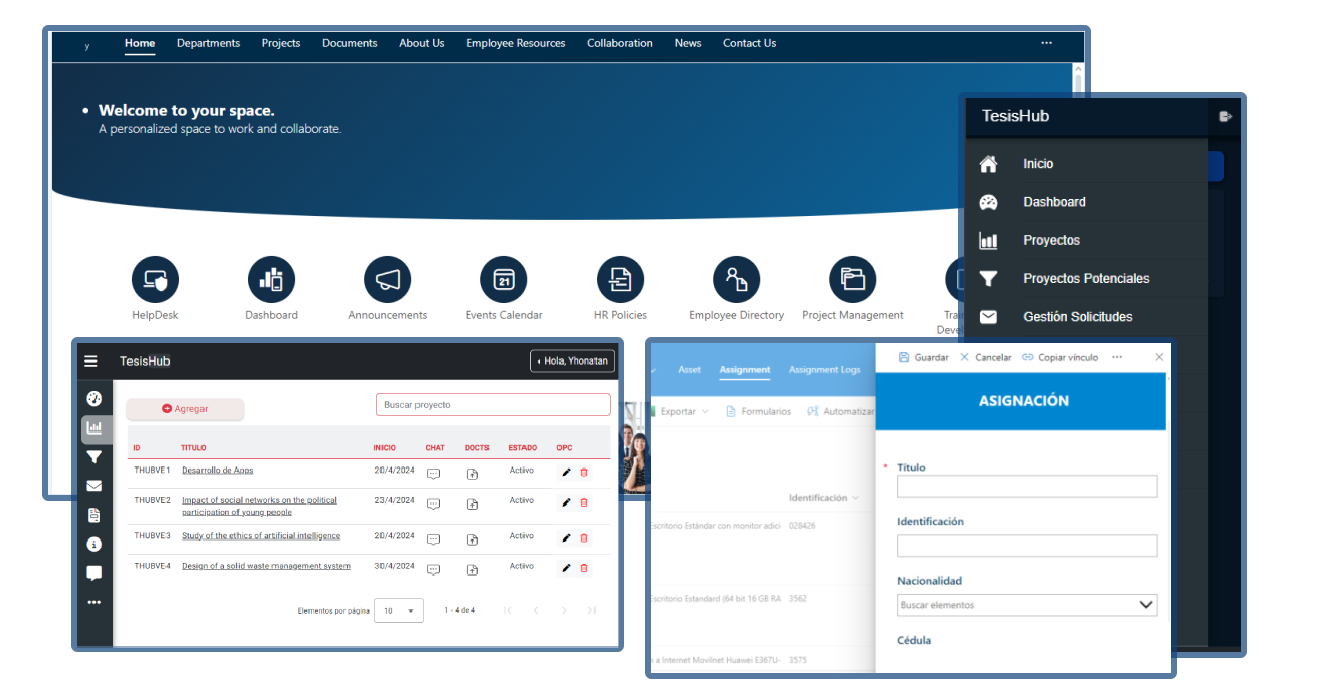 y Home Departments Projects Documents About Us Employee Resources Collaboration News Contact Us ...
Welcome to your space.
A personalized space to work and collaborate.
HelpDesk Dashboard Announcements Events Calendar HR Policies Employee Directory Project Management
TesisHub
Inicio
Dashboard
Proyectos
Proyectos Potenciales
Gestión Solicitudes
TesisHub Hola, Yhonatan
Agregar Buscar proyecto
ID TITULO INICIO CHAT DOCTS ESTADO OPC
THUBVE1 Desarrollo de Apps 20/4/2024 Activo
THUBVE2 Impact of social networks on the political
participation of young people 23/4/2024 Activo
THUBVE3 Study of the ethics of artificial intelligence 20/4/2024 Activo
THUBVE4 Design of a solid waste management system 30/4/2024 Activo
Elementos por página 10 1 - 4 de 4
Asset Assignment Assignment Logs
Exportar Formularios Automatizar
Identificación
Escritorio Estándar con monitor adici 028426
Escritorio Estandard (64 bit 16 GB RA 3562
a Internet Movilnet Huawei E367U- 3575
Guardar Cancelar Copiar vínculo ...
ASIGNACIÓN
* Título
Identificación
Nacionalidad
Buscar elementos
Cédula